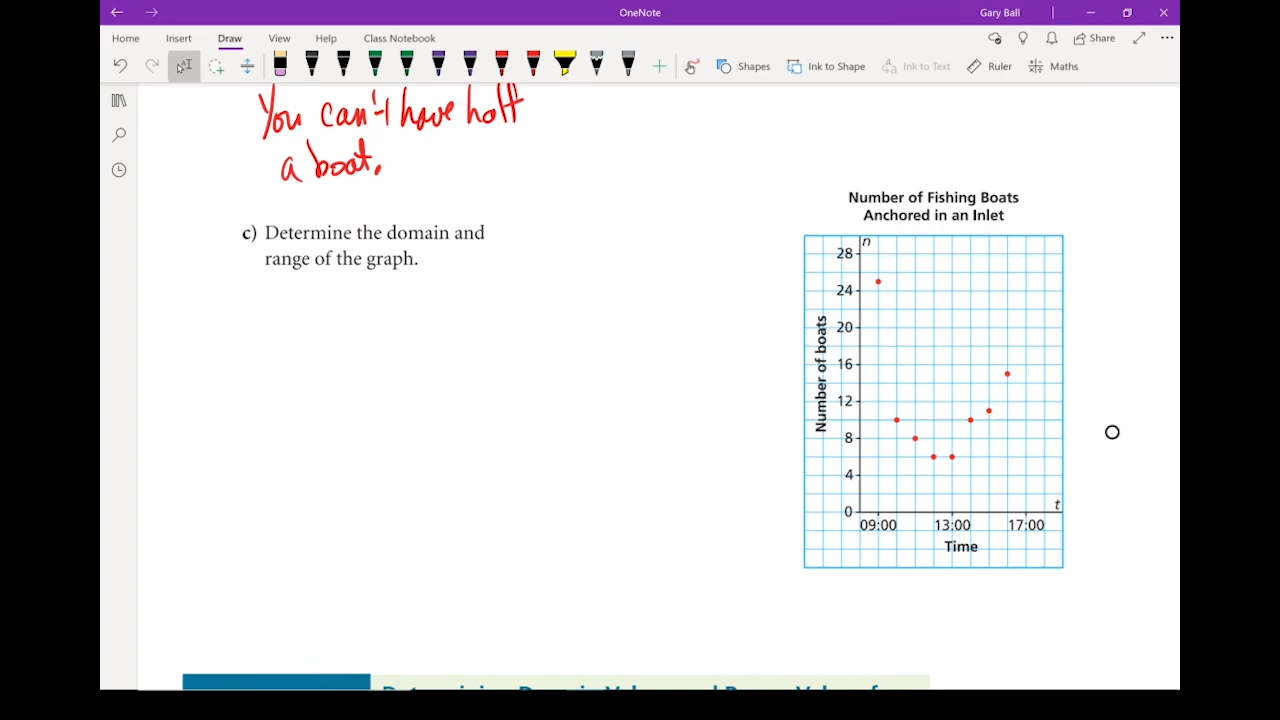 OneNote
Gary Ball
Home Insert Draw View Help Class Notebook
Share
Shapes Ink to Shape Ink to Text Ruler Maths
You can't have half
a boat.
c) Determine the domain and
range of the graph.
Number of Fishing Boats
Anchored in an Inlet
n
28
24
20
16
12
8
4
0
Number of boats
t
09:00 13:00 17:00
Time